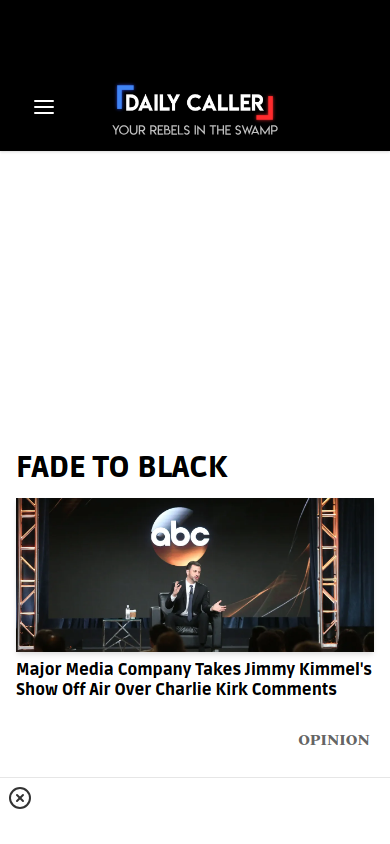 DAILY CALLER
YOUR REBELS IN THE SWAMP
FADE TO BLACK
abc
Major Media Company Takes Jimmy Kimmel's
Show Off Air Over Charlie Kirk Comments
OPINION